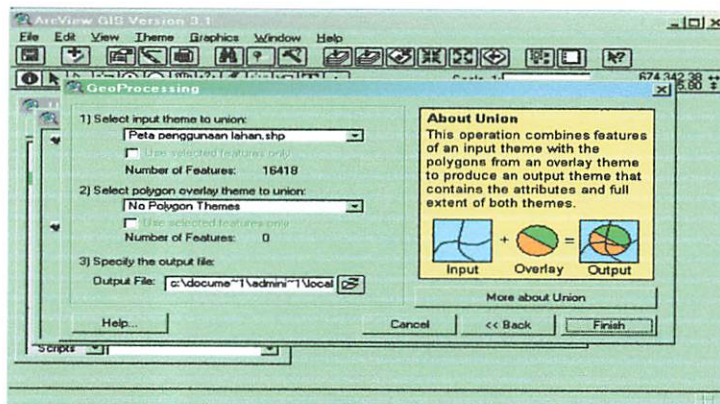 ArcView GIS Version 3.1
File Edit View Theme Graphics Window Help
674,342.38
5.80
GeoProcessing
1) Select input theme to union:
Peta penggunaan lahan.shp
Use selected features only
Number of Features: 16418
2) Select polygon overlay theme to union:
No Polygon Themes
Use selected features only
Number of Features: 0
3) Specify the output file:
Output File: c:\docume~1\admini~1\local
About Union
This operation combines features
of an input theme with the
polygons from an overlay theme
to produce an output theme that
contains the attributes and full
extent of both themes.
+ =
Input Overlay Output
More about Union
Help... Cancel << Back Finish
Scripts